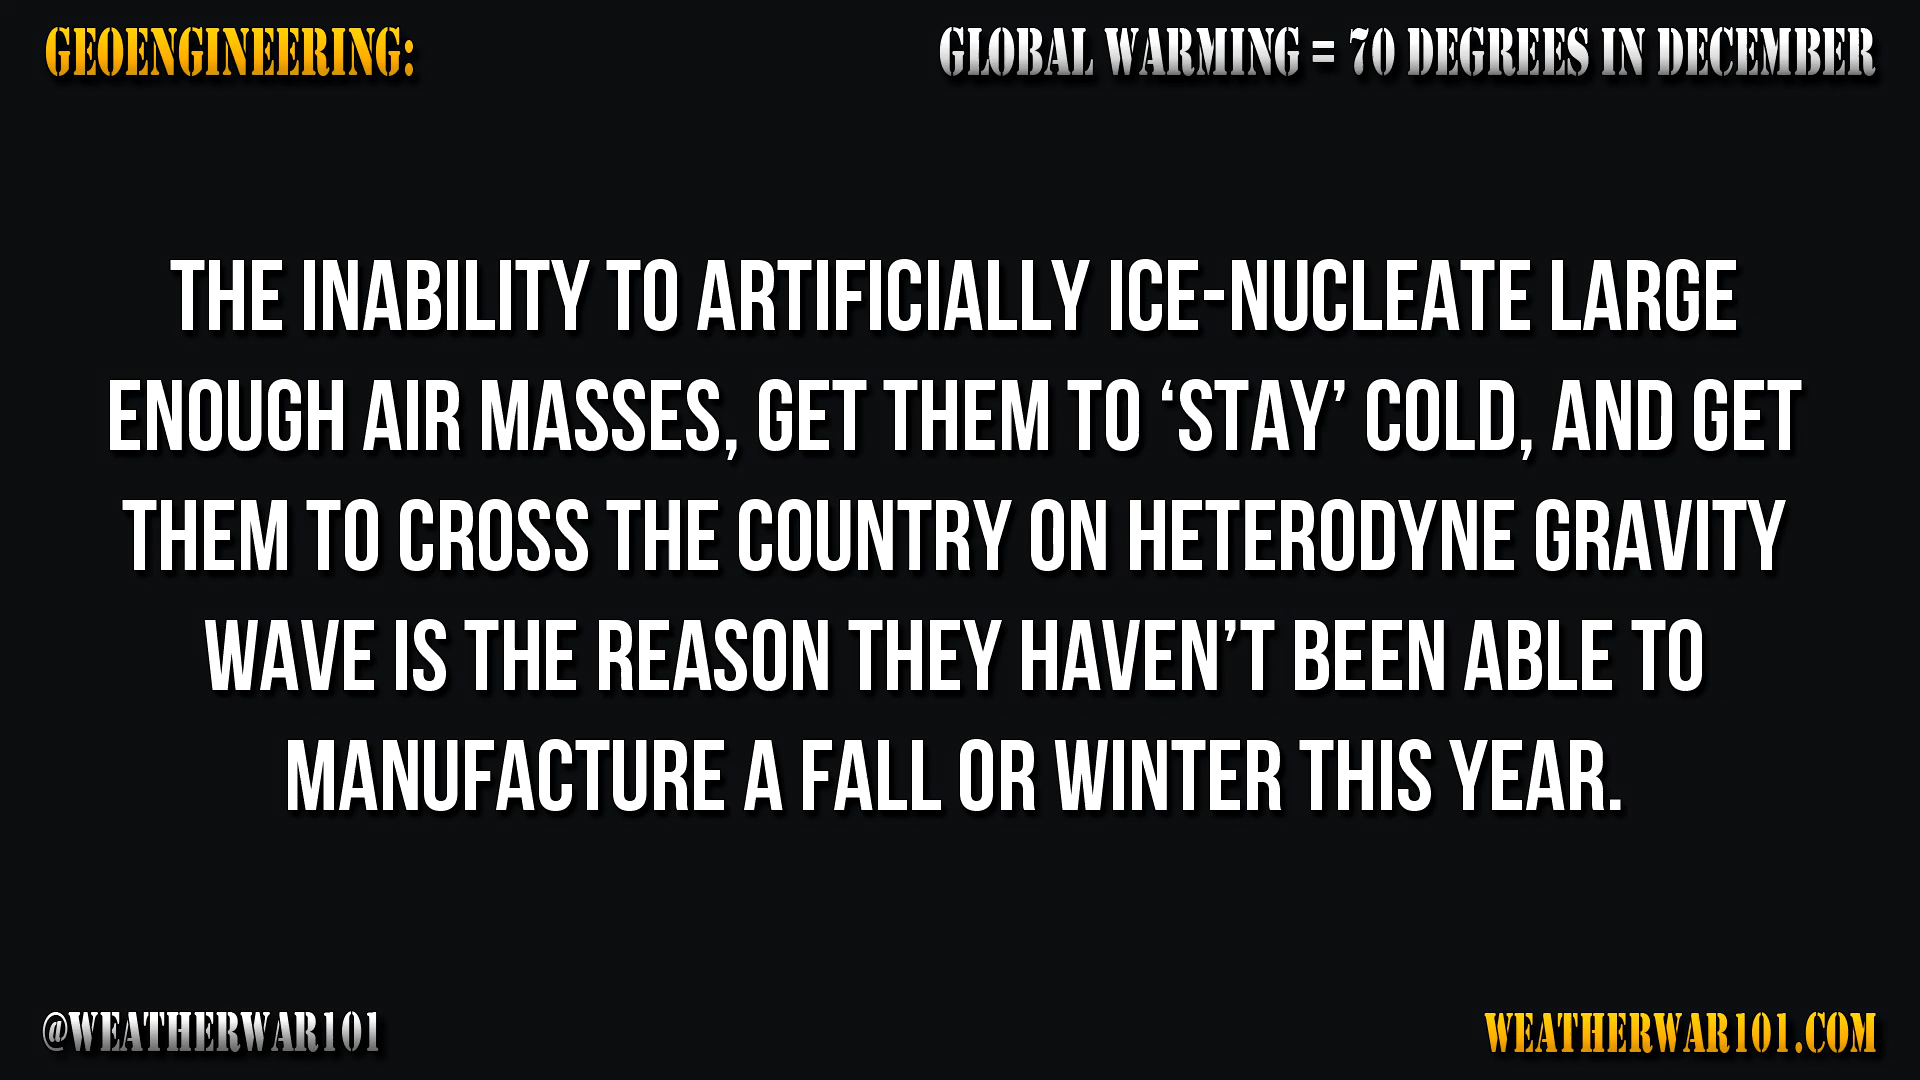 GEOENGINEERING:
GLOBAL WARMING = 70 DEGREES IN DECEMBER
THE INABILITY TO ARTIFICIALLY ICE-NUCLEATE LARGE
ENOUGH AIR MASSES, GET THEM TO ‘STAY’ COLD, AND GET
THEM TO CROSS THE COUNTRY ON HETERODYNE GRAVITY
WAVE IS THE REASON THEY HAVEN’T BEEN ABLE TO
MANUFACTURE A FALL OR WINTER THIS YEAR.
@WEATHERWAR101
WEATHERWAR101.COM